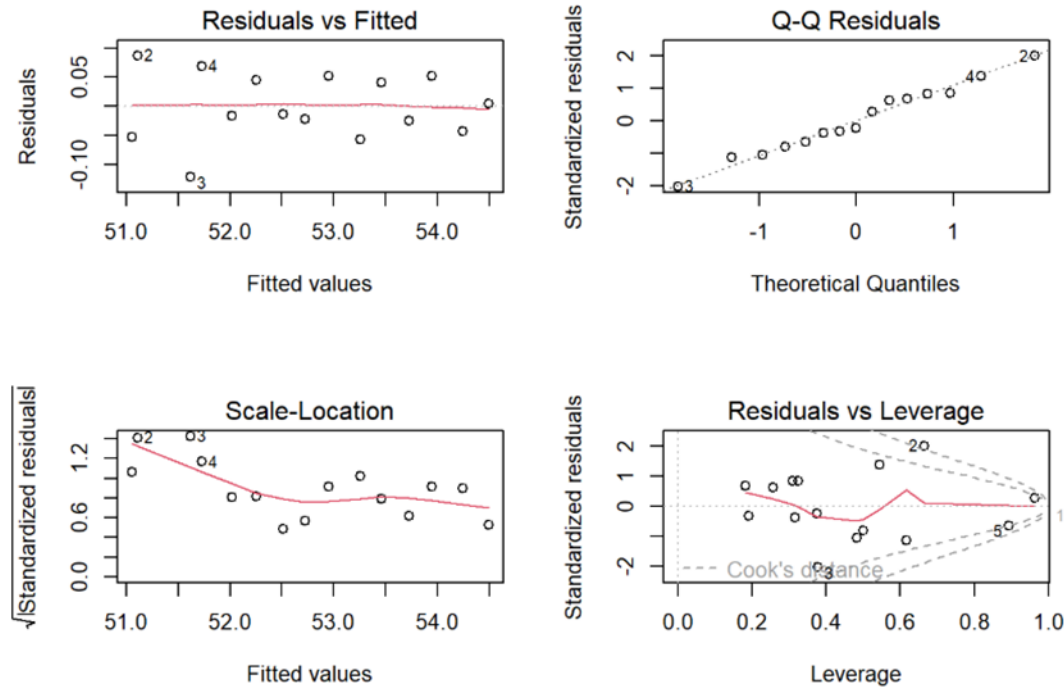 Residuals vs Fitted
Residuals
0.05
-0.10
2
4
3
51.0 52.0 53.0 54.0
Fitted values
Q-Q Residuals
Standardized residuals
2
1
0
-2
2
4
3
-1 0 1
Theoretical Quantiles
Scale-Location
√|Standardized residuals|
1.2
0.6
0.0
2
3
4
51.0 52.0 53.0 54.0
Fitted values
Residuals vs Leverage
Standardized residuals
2
1
0
-2
2
5
3
1
Cook's distance
0.0 0.2 0.4 0.6 0.8 1.0
Leverage